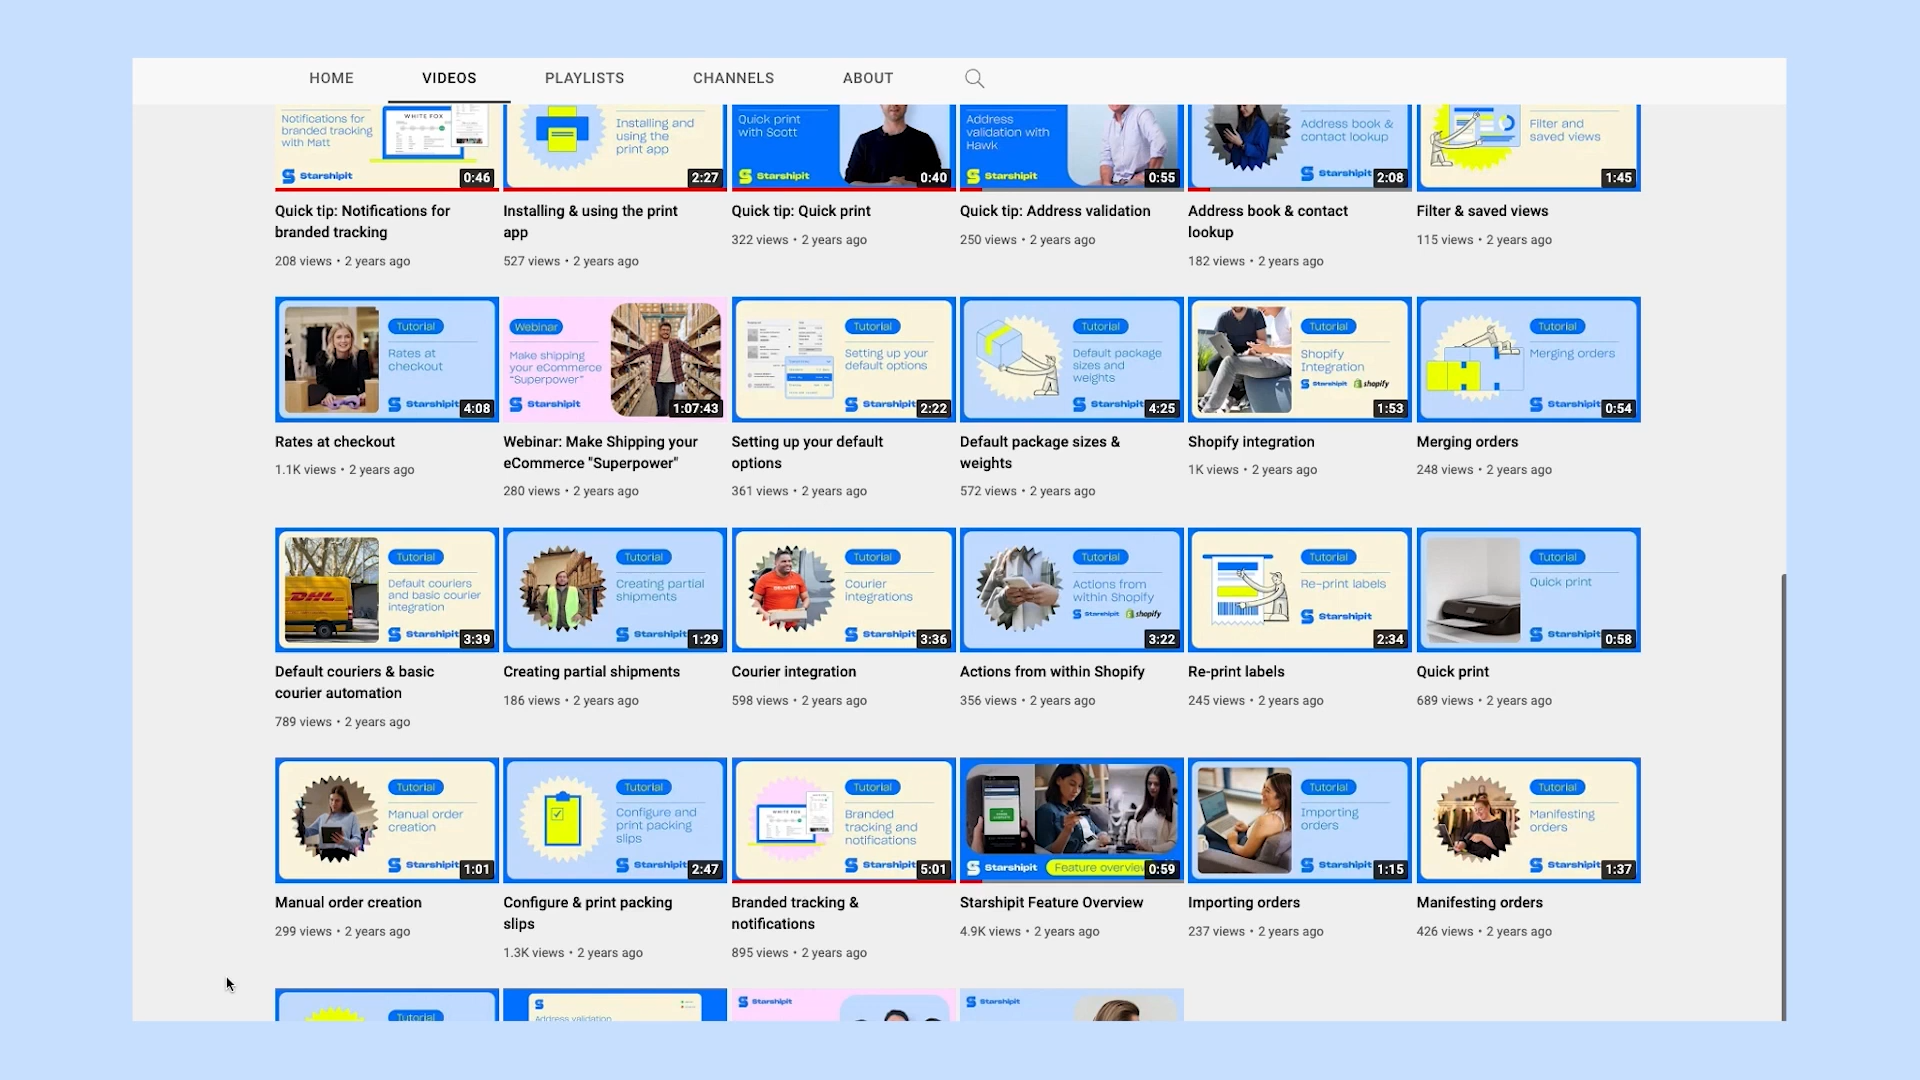 HOME
VIDEOS
PLAYLISTS
CHANNELS
ABOUT
Notifications for
branded tracking
with Matt
WHITE FOX
Starshipit
0:46
Installing and
using the
print app
2:27
Quick print
with Scott
Starshipit
0:40
Address
validation with
Hawk
Starshipit
0:55
Address book &
contact lookup
Starshipit
2:08
Filter and
saved views
1:45
Quick tip: Notifications for
branded tracking
208 views • 2 years ago
Installing & using the print
app
527 views • 2 years ago
Quick tip: Quick print
322 views • 2 years ago
Quick tip: Address validation
250 views • 2 years ago
Address book & contact
lookup
182 views • 2 years ago
Filter & saved views
115 views • 2 years ago
Tutorial
Rates at
checkout
Starshipit
4:08
Webinar
Make shipping
your eCommerce
“Superpower”
Starshipit
1:07:43
Tutorial
Setting up your
default options
Starshipit
2:22
Tutorial
Default package
sizes and
weights
Starshipit
4:25
Tutorial
Shopify
Integration
Starshipit
shopify
1:53
Tutorial
Merging orders
Starshipit
0:54
Rates at checkout
1.1K views • 2 years ago
Webinar: Make Shipping your
eCommerce "Superpower"
280 views • 2 years ago
Setting up your default
options
361 views • 2 years ago
Default package sizes &
weights
572 views • 2 years ago
Shopify integration
1K views • 2 years ago
Merging orders
248 views • 2 years ago
DHL
Tutorial
Default couriers
and basic courier
integration
Starshipit
3:39
Tutorial
Creating partial
shipments
Starshipit
1:29
Tutorial
Courier
integrations
Starshipit
3:36
Tutorial
Actions from
within Shopify
Starshipit
shopify
3:22
Tutorial
Re-print labels
Starshipit
2:34
Tutorial
Quick print
Starshipit
0:58
Default couriers & basic
courier automation
789 views • 2 years ago
Creating partial shipments
186 views • 2 years ago
Courier integration
598 views • 2 years ago
Actions from within Shopify
356 views • 2 years ago
Re-print labels
245 views • 2 years ago
Quick print
689 views • 2 years ago
Tutorial
Manual order
creation
Starshipit
1:01
Tutorial
Configure and
print packing
slips
Starshipit
2:47
WHITE FOX
Tutorial
Branded
tracking and
notifications
Starshipit
5:01
Starshipit
Feature overview
0:59
Tutorial
Importing
orders
Starshipit
1:15
Tutorial
Manifesting
orders
Starshipit
1:37
Manual order creation
299 views • 2 years ago
Configure & print packing
slips
1.3K views • 2 years ago
Branded tracking &
notifications
895 views • 2 years ago
Starshipit Feature Overview
4.9K views • 2 years ago
Importing orders
237 views • 2 years ago
Manifesting orders
426 views • 2 years ago
Tutorial
Address validation
Starshipit
Starshipit